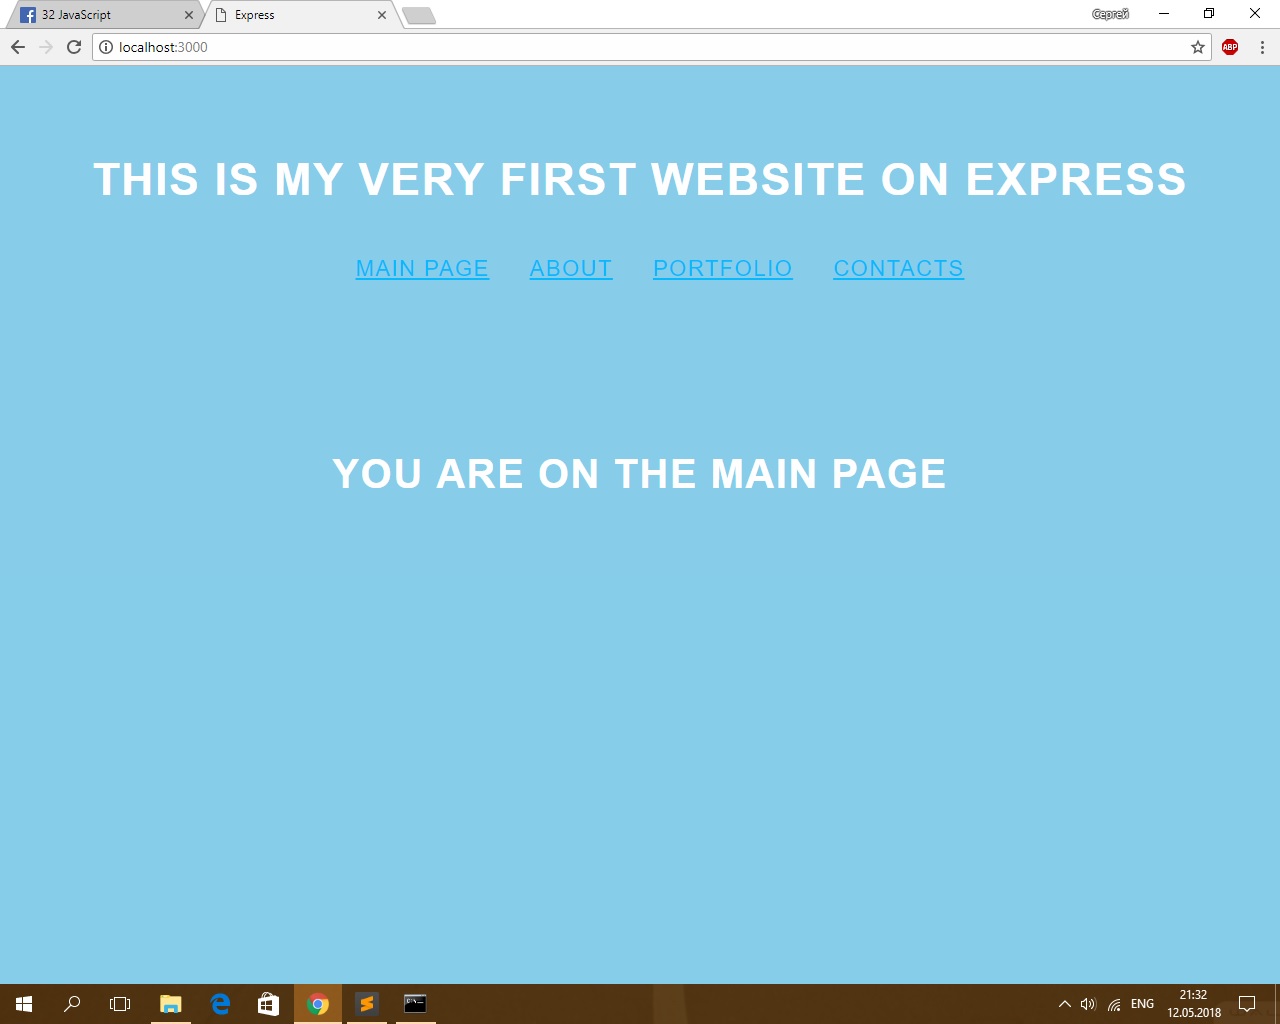 32 JavaScript
Express
Сергей
localhost:3000
ABP
THIS IS MY VERY FIRST WEBSITE ON EXPRESS
MAIN PAGE ABOUT PORTFOLIO CONTACTS
YOU ARE ON THE MAIN PAGE
ENG
21:32
12.05.2018